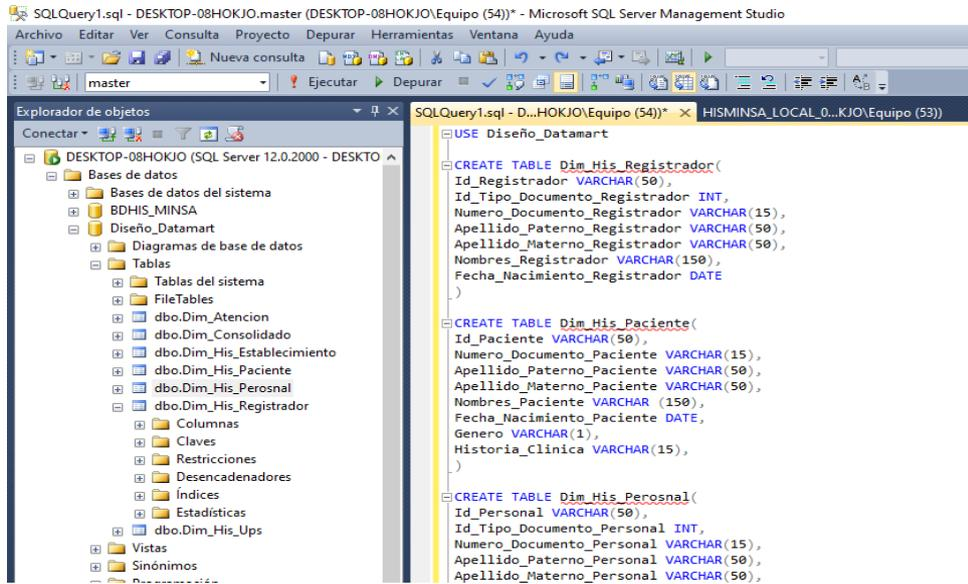 SQLQuery1.sql - DESKTOP-08HOKJO.master (DESKTOP-08HOKJO\Equipo (54))* - Microsoft SQL Server Management Studio
Archivo Editar Ver Consulta Proyecto Depurar Herramientas Ventana Ayuda
Nueva consulta
master
Ejecutar Depurar
Explorador de objetos
Conectar
DESKTOP-08HOKJO (SQL Server 12.0.2000 - DESKTO
Bases de datos
Bases de datos del sistema
BDHIS_MINSA
Diseño_Datamart
Diagramas de base de datos
Tablas
Tablas del sistema
FileTables
dbo.Dim_Atencion
dbo.Dim_Consolidado
dbo.Dim_His_Establecimiento
dbo.Dim_His_Paciente
dbo.Dim_His_Perosnal
dbo.Dim_His_Registrador
Columnas
Claves
Restricciones
Desencadenadores
Índices
Estadísticas
dbo.Dim_His_Ups
Vistas
Sinónimos
Programación
SQLQuery1.sql - D...HOKJO\Equipo (54))* HISMINSA_LOCAL_0...KJO\Equipo (53))
USE Diseño_Datamart
CREATE TABLE Dim_His_Registrador(
Id_Registrador VARCHAR(50),
Id_Tipo_Documento_Registrador INT,
Numero_Documento_Registrador VARCHAR(15),
Apellido_Paterno_Registrador VARCHAR(50),
Apellido_Materno_Registrador VARCHAR(50),
Nombres_Registrador VARCHAR(150),
Fecha_Nacimiento_Registrador DATE
)
CREATE TABLE Dim_His_Paciente(
Id_Paciente VARCHAR(50),
Numero_Documento_Paciente VARCHAR(15),
Apellido_Paterno_Paciente VARCHAR(50),
Apellido_Materno_Paciente VARCHAR(50),
Nombres_Paciente VARCHAR (150),
Fecha_Nacimiento_Paciente DATE,
Genero VARCHAR(1),
Historia_Clinica VARCHAR(15),
)
CREATE TABLE Dim_His_Perosnal(
Id_Personal VARCHAR(50),
Id_Tipo_Documento_Personal INT,
Numero_Documento_Personal VARCHAR(15),
Apellido_Paterno_Personal VARCHAR(50),
Apellido_Materno_Personal VARCHAR(50),